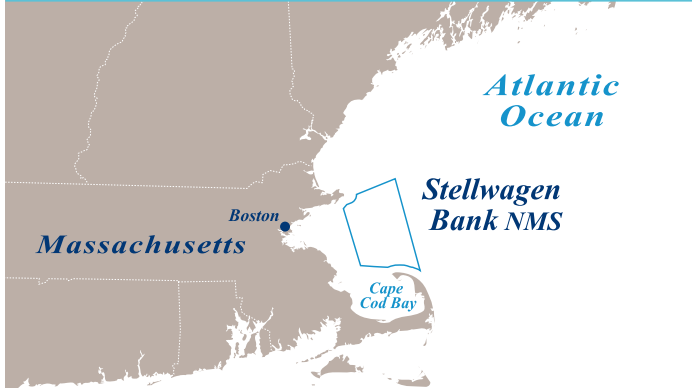 Atlantic
Ocean
Stellwagen
Bank NMS
Boston
Massachusetts
Cape
Cod Bay